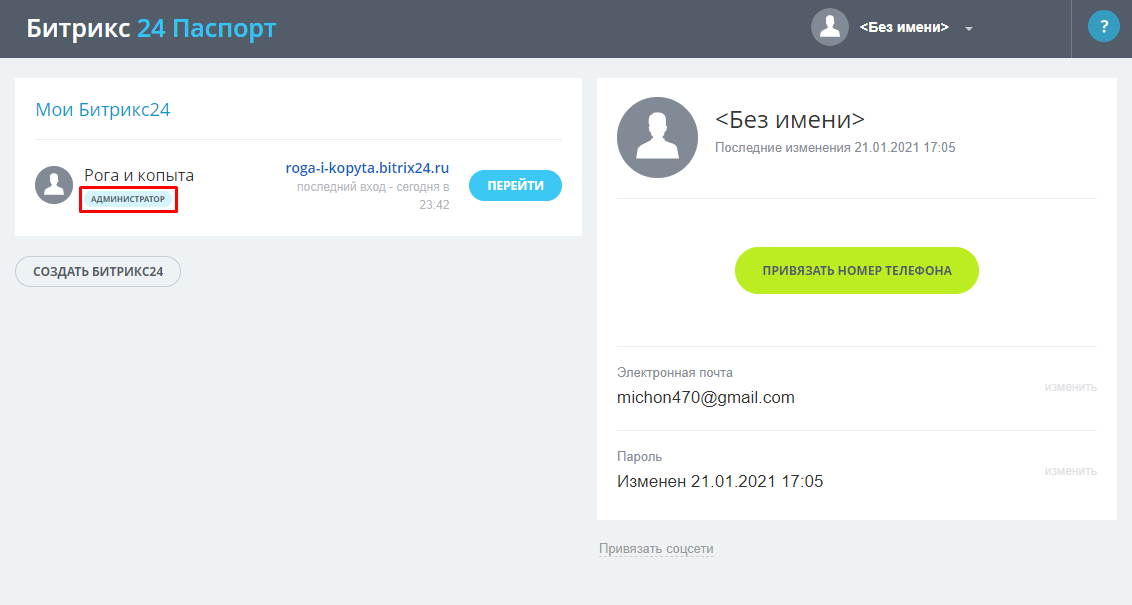 Битрикс 24 Паспорт
<Без имени>
?
Мои Битрикс24
Рога и копыта
АДМИНИСТРАТОР
roga-i-kopyta.bitrix24.ru
последний вход - сегодня в
23:42
ПЕРЕЙТИ
СОЗДАТЬ БИТРИКС24
<Без имени>
Последние изменения 21.01.2021 17:05
ПРИВЯЗАТЬ НОМЕР ТЕЛЕФОНА
Электронная почта
michon470@gmail.com
изменить
Пароль
Изменен 21.01.2021 17:05
изменить
Привязать соцсети